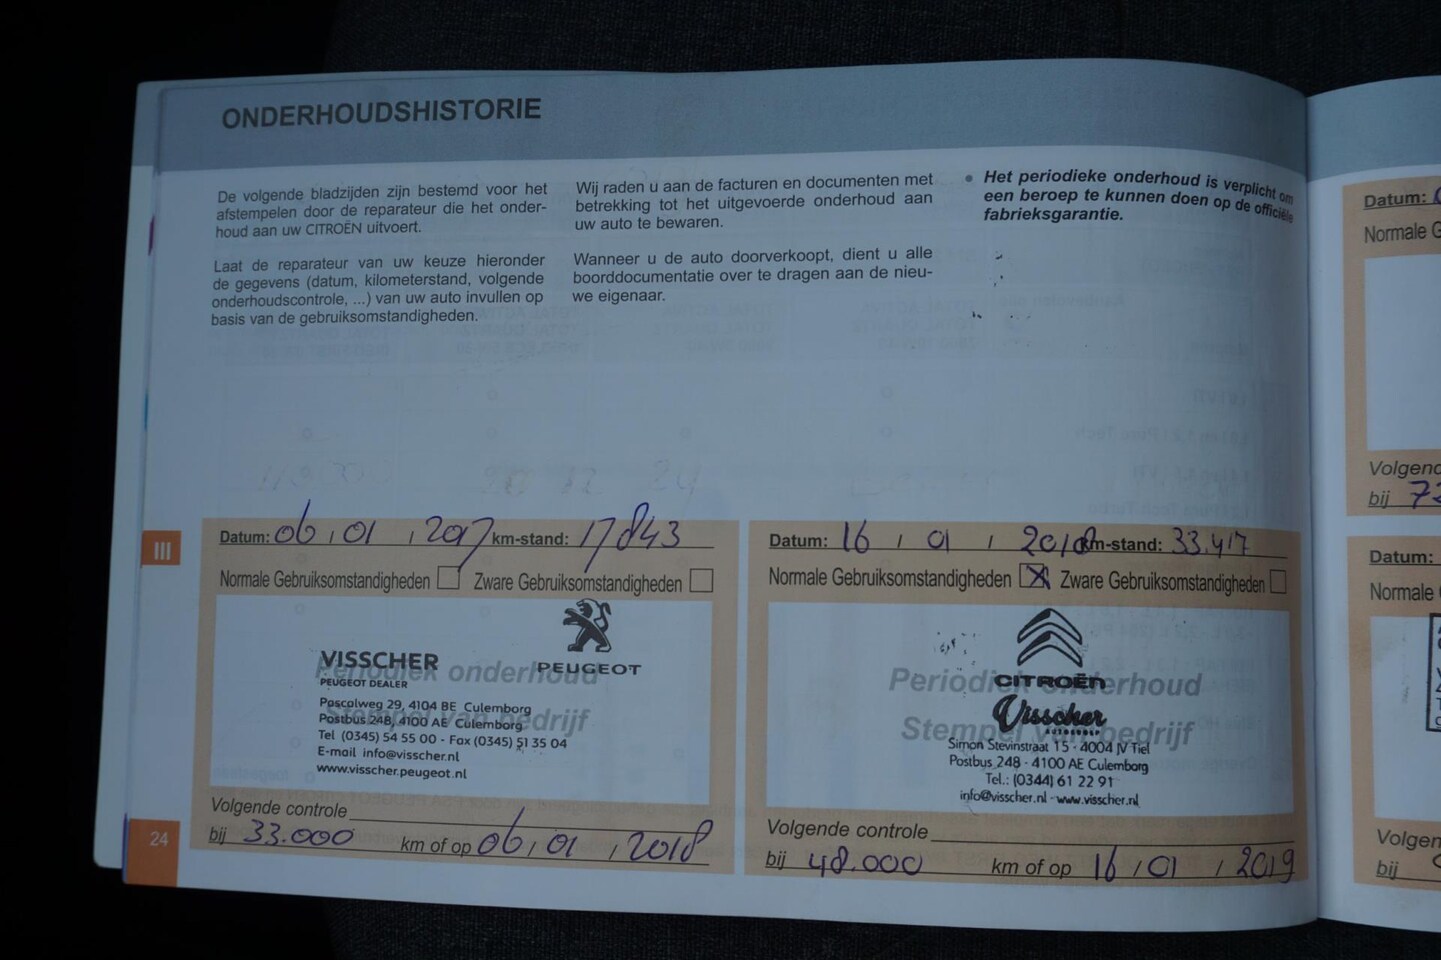 ONDERHOUDSHISTORIE
De volgende bladzijden zijn bestemd voor het
afstempelen door de reparateur die het onder-
houd aan uw CITROËN uitvoert.
Laat de reparateur van uw keuze hieronder
de gegevens (datum, kilometerstand, volgende
onderhoudscontrole, ...) van uw auto invullen op
basis van de gebruiksomstandigheden.
Wij raden u aan de facturen en documenten met
betrekking tot het uitgevoerde onderhoud aan
uw auto te bewaren.
Wanneer u de auto doorverkoopt, dient u alle
boorddocumentatie over te dragen aan de nieu-
we eigenaar.
• Het periodieke onderhoud is verplicht om
een beroep te kunnen doen op de officiële
fabrieksgarantie.
III
Datum: 06 / 01 / 2017 km-stand: 17843
Normale Gebruiksomstandigheden Zware Gebruiksomstandigheden
PEUGEOT
VISSCHER
Periodiek onderhoud
PEUGEOT DEALER
Pascalweg 29, 4104 BE Culemborg
Stempel van bedrijf
Postbus 248, 4100 AE Culemborg
Tel (0345) 54 55 00 - Fax (0345) 51 35 04
E-mail info@visscher.nl
www.visscher.peugeot.nl
Volgende controle
bij 33.000 km of op 06 / 01 / 2018
Datum: 16 / 01 / 2018 km-stand: 33.417
Normale Gebruiksomstandigheden X Zware Gebruiksomstandigheden
CITROËN
Periodiek onderhoud
Visscher
Stempel van bedrijf
Simon Stevinstraat 15 - 4004 JV Tiel
Postbus 248 - 4100 AE Culemborg
Tel.: (0344) 61 22 91
info@visscher.nl - www.visscher.nl
Volgende controle
bij 48.000 km of op 16 / 01 / 2019
24
Datum:
Normale
bij
Datum:
Normale
bij